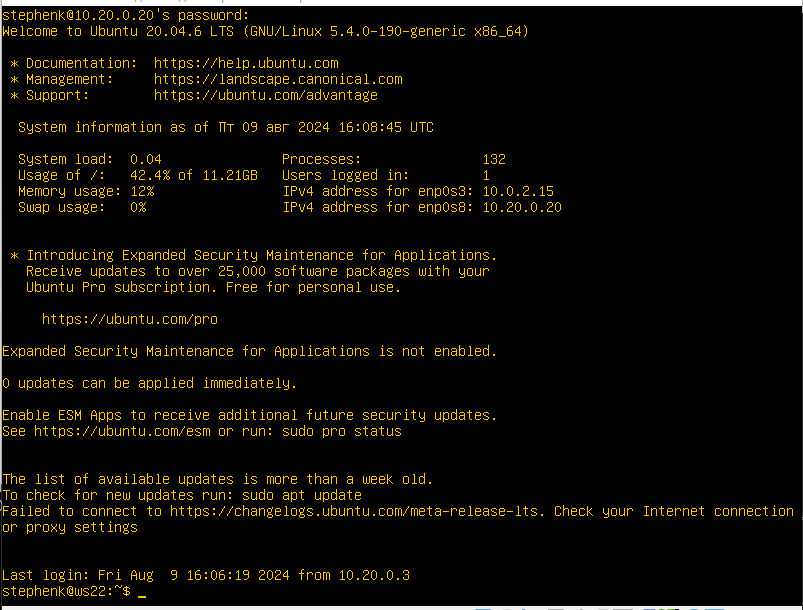 stephenk@10.20.0.20's password:
Welcome to Ubuntu 20.04.6 LTS (GNU/Linux 5.4.0-190-generic x86_64)
* Documentation:  https://help.ubuntu.com
* Management:     https://landscape.canonical.com
* Support:        https://ubuntu.com/advantage
System information as of Пт 09 авг 2024 16:08:45 UTC
System load:  0.04               Processes:               132
Usage of /:   42.4% of 11.21GB   Users logged in:         1
Memory usage: 12%                IPv4 address for enp0s3: 10.0.2.15
Swap usage:   0%                 IPv4 address for enp0s8: 10.20.0.20
* Introducing Expanded Security Maintenance for Applications.
Receive updates to over 25,000 software packages with your
Ubuntu Pro subscription. Free for personal use.
https://ubuntu.com/pro
Expanded Security Maintenance for Applications is not enabled.
0 updates can be applied immediately.
Enable ESM Apps to receive additional future security updates.
See https://ubuntu.com/esm or run: sudo pro status
The list of available updates is more than a week old.
To check for new updates run: sudo apt update
Failed to connect to https://changelogs.ubuntu.com/meta-release-lts. Check your Internet connection
or proxy settings
Last login: Fri Aug  9 16:06:19 2024 from 10.20.0.3
stephenk@ws22:~$ _